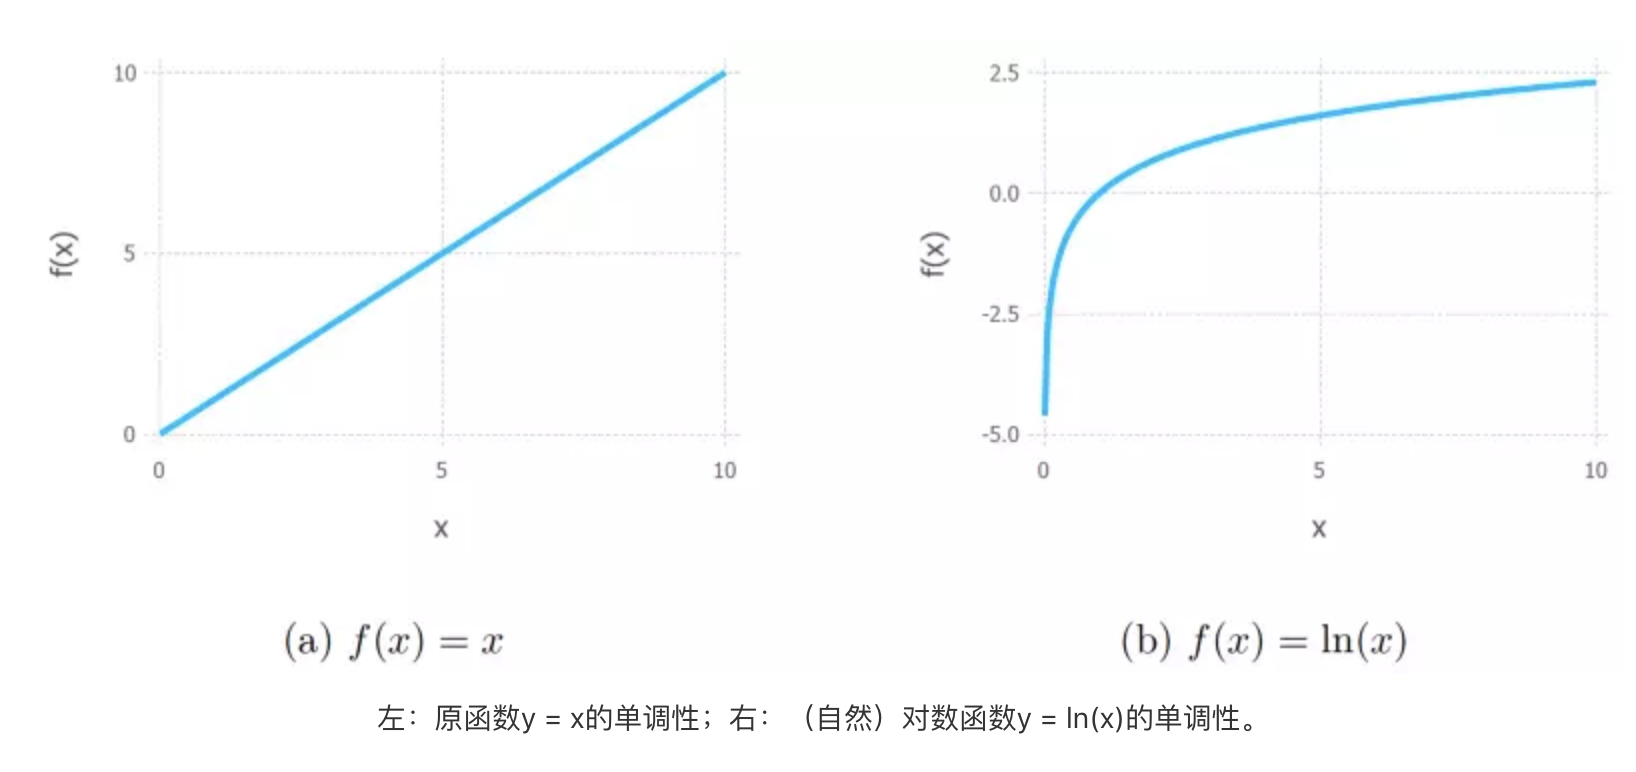 10
5
0
f(x)
0 5 10
x
(a) f(x) = x
2.5
0.0
-2.5
-5.0
f(x)
0 5 10
x
(b) f(x) = ln(x)
左：原函数y = x的单调性；右：（自然）对数函数y = ln(x)的单调性。